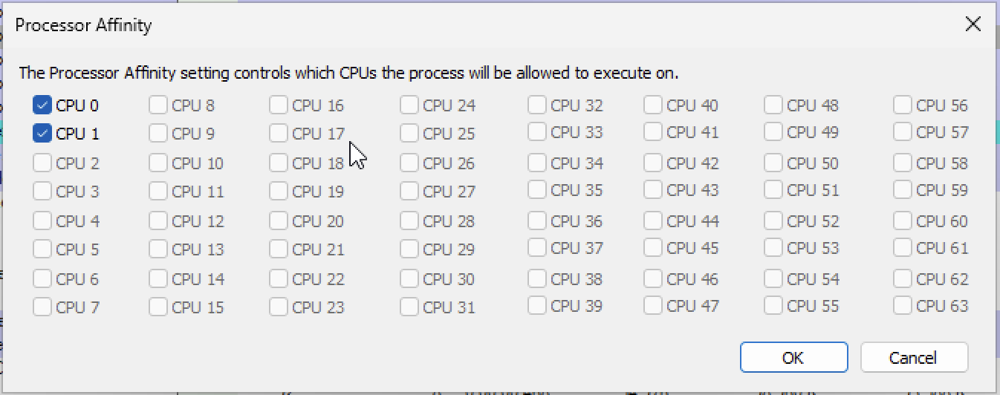 Processor Affinity
The Processor Affinity setting controls which CPUs the process will be allowed to execute on.
CPU 0 CPU 8 CPU 16 CPU 24 CPU 32 CPU 40 CPU 48 CPU 56
CPU 1 CPU 9 CPU 17 CPU 25 CPU 33 CPU 41 CPU 49 CPU 57
CPU 2 CPU 10 CPU 18 CPU 26 CPU 34 CPU 42 CPU 50 CPU 58
CPU 3 CPU 11 CPU 19 CPU 27 CPU 35 CPU 43 CPU 51 CPU 59
CPU 4 CPU 12 CPU 20 CPU 28 CPU 36 CPU 44 CPU 52 CPU 60
CPU 5 CPU 13 CPU 21 CPU 29 CPU 37 CPU 45 CPU 53 CPU 61
CPU 6 CPU 14 CPU 22 CPU 30 CPU 38 CPU 46 CPU 54 CPU 62
CPU 7 CPU 15 CPU 23 CPU 31 CPU 39 CPU 47 CPU 55 CPU 63
OK Cancel